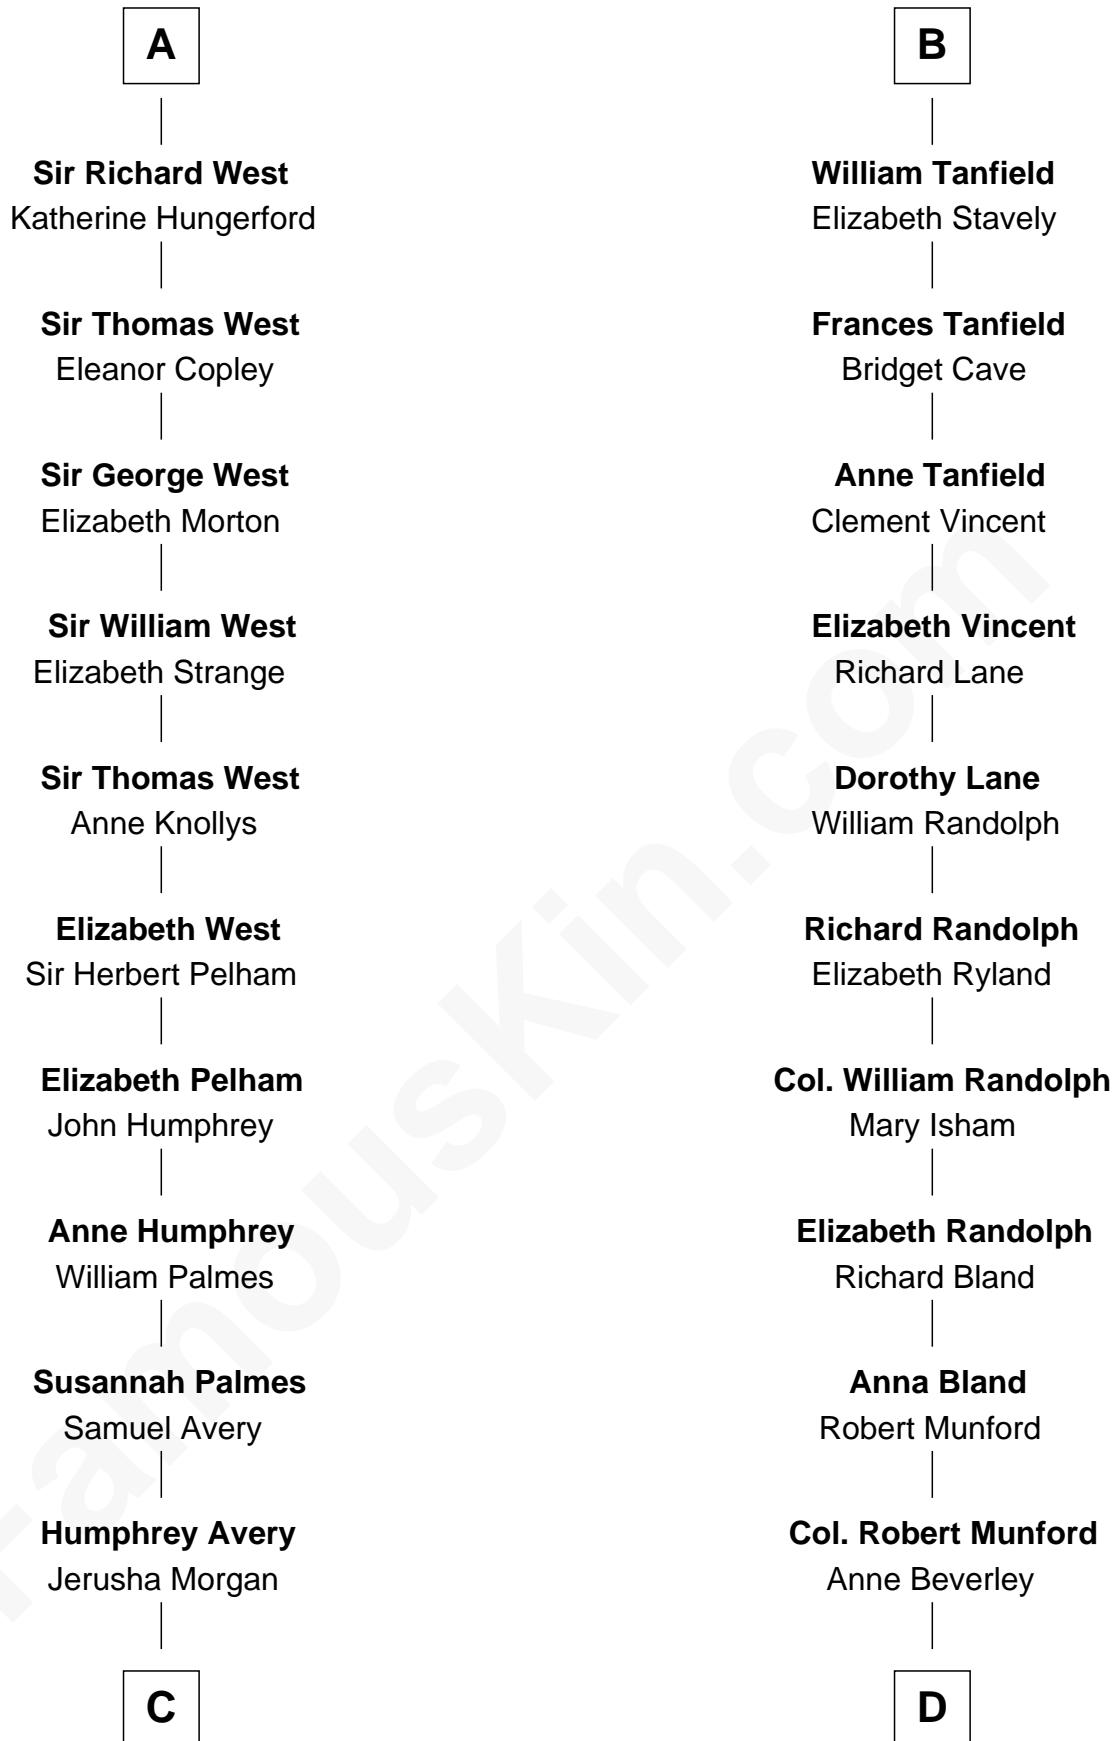 A
Sir Richard West
Katherine Hungerford
Sir Thomas West
Eleanor Copley
Sir George West
Elizabeth Morton
Sir William West
Elizabeth Strange
Sir Thomas West
Anne Knollys
Elizabeth West
Sir Herbert Pelham
Elizabeth Pelham
John Humphrey
Anne Humphrey
William Palmes
Susannah Palmes
Samuel Avery
Humphrey Avery
Jerusha Morgan
C
B
William Tanfield
Elizabeth Stavely
Frances Tanfield
Bridget Cave
Anne Tanfield
Clement Vincent
Elizabeth Vincent
Richard Lane
Dorothy Lane
William Randolph
Richard Randolph
Elizabeth Ryland
Col. William Randolph
Mary Isham
Elizabeth Randolph
Richard Bland
Anna Bland
Robert Munford
Col. Robert Munford
Anne Beverley
D
FamousKin.com